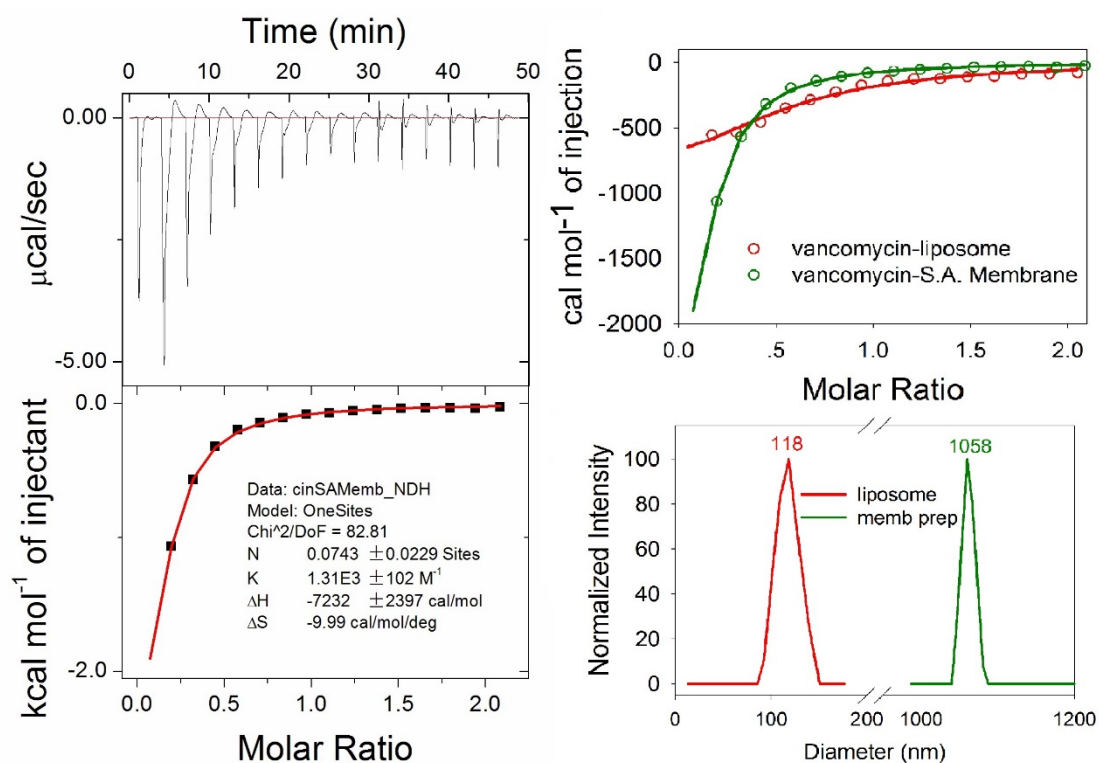 Time (min)
0 10 20 30 40 50
0.00
-5.00
μcal/sec
0.0
-2.0
kcal mol⁻¹ of injectant
Data: cinSAMemb_NDH
Model: OneSites
Chi^2/DoF = 82.81
N 0.0743 ±0.0229 Sites
K 1.31E3 ±102 M⁻¹
ΔH -7232 ±2397 cal/mol
ΔS -9.99 cal/mol/deg
0.0 0.5 1.0 1.5 2.0
Molar Ratio
0
-500
-1000
-1500
-2000
cal mol⁻¹ of injection
vancomycin-liposome
vancomycin-S.A. Membrane
0.0 .5 1.0 1.5 2.0
Molar Ratio
118 1058
100
80
60
40
20
0
Normalized Intensity
liposome
memb prep
0 100 200 1000 1200
Diameter (nm)